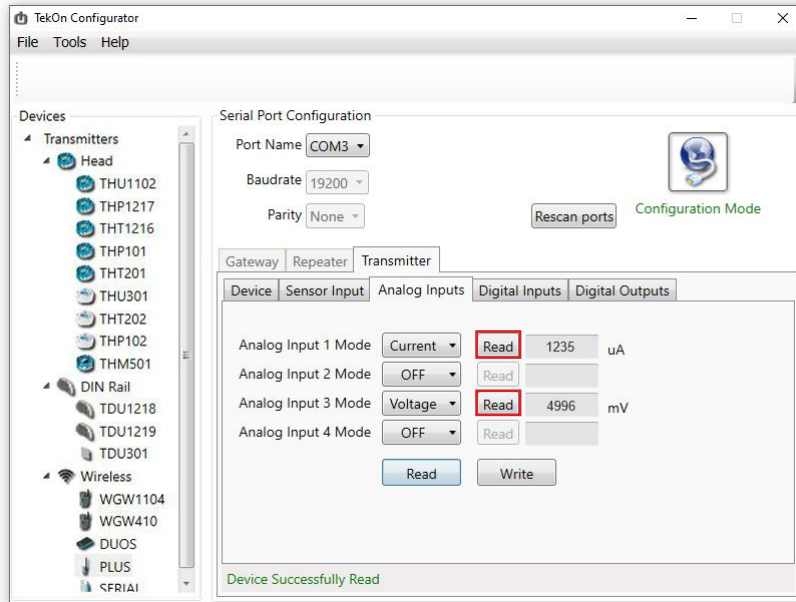 TekOn Configurator
File Tools Help
Devices
Transmitters
Head
THU1102
THP1217
THT1216
THP101
THT201
THU301
THT202
THP102
THM501
DIN Rail
TDU1218
TDU1219
TDU301
Wireless
WGW1104
WGW410
DUOS
PLUS
SERIAL
Serial Port Configuration
Port Name COM3
Baudrate 19200
Parity None
Rescan ports
Configuration Mode
Gateway Repeater Transmitter
Device Sensor Input Analog Inputs Digital Inputs Digital Outputs
Analog Input 1 Mode Current Read 1235 uA
Analog Input 2 Mode OFF Read
Analog Input 3 Mode Voltage Read 4996 mV
Analog Input 4 Mode OFF Read
Read Write
Device Successfully Read